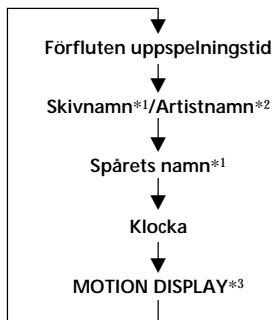 Förfluten uppspelningstid
Skivnamn*1/Artistnamn*2
Spårets namn*1
Klocka
MOTION DISPLAY*3